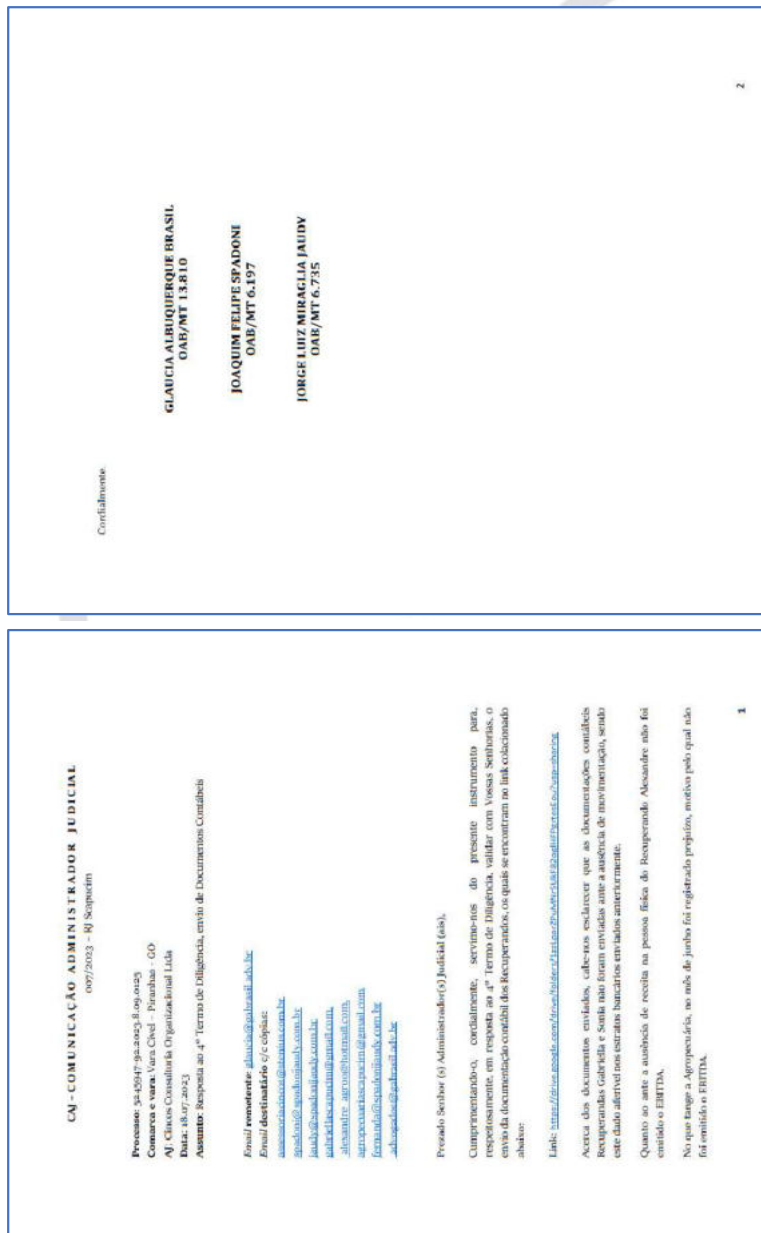 CAJ – COMUNICAÇÃO ADMINISTRADOR JUDICIAL
007/2023 – RJ Scapucim
Processo: 5245947-92.2023.8.09.0125
Comarca e vara: Vara Cível – Piranhas - GO
AJ: Cincos Consultoria Organizacional Ltda
Data: 18.07.2023
Assunto: Resposta ao 4º Termo de Diligência, envio de Documentos Contábeis
Email remetente: glaucia@gabrasil.adv.br
Email destinatário c/c cópias:
spadoni@spadonijaudy.com.br
jaudy@spadonijaudy.com.br
gabriellascapucim@gmail.com,
alexandre_agron@hotmail.com,
agropecuariascapucim@gmail.com
fernanda@spadonijaudy.com.br
advogados@gabrasil.adv.br
Prezado Senhor (s) Administrador(s) Judicial (ais),
Cumprimentando-o, cordialmente, servimo-nos do presente instrumento para,
respeitosamente, em resposta ao 4º Termo de Diligência, validar com Vossas Senhorias, o
envio da documentação contábil dos Recuperandos, os quais se encontram no link colacionado
abaixo:
Link:
Acerca dos documentos enviados, cabe-nos esclarecer que as documentações contábeis
Recuperandas Gabriella e Sonia não foram enviadas ante a ausência de movimentação, sendo
este dado aferível nos estratos bancários enviados anteriormente.
Quanto ao ante a ausência de receita na pessoa física do Recuperando Alexandre não foi
emitido o EBITDA.
No que tange a Agropecuária, no mês de junho foi registrado prejuízo, motivo pelo qual não
foi emitido o EBITDA.
1
Cordialmente.
GLAUCIA ALBUQUERQUE BRASIL
OAB/MT 13.810
JOAQUIM FELIPE SPADONI
OAB/MT 6.197
JORGE LUIZ MIRAGLIA JAUDY
OAB/MT 6.735
2